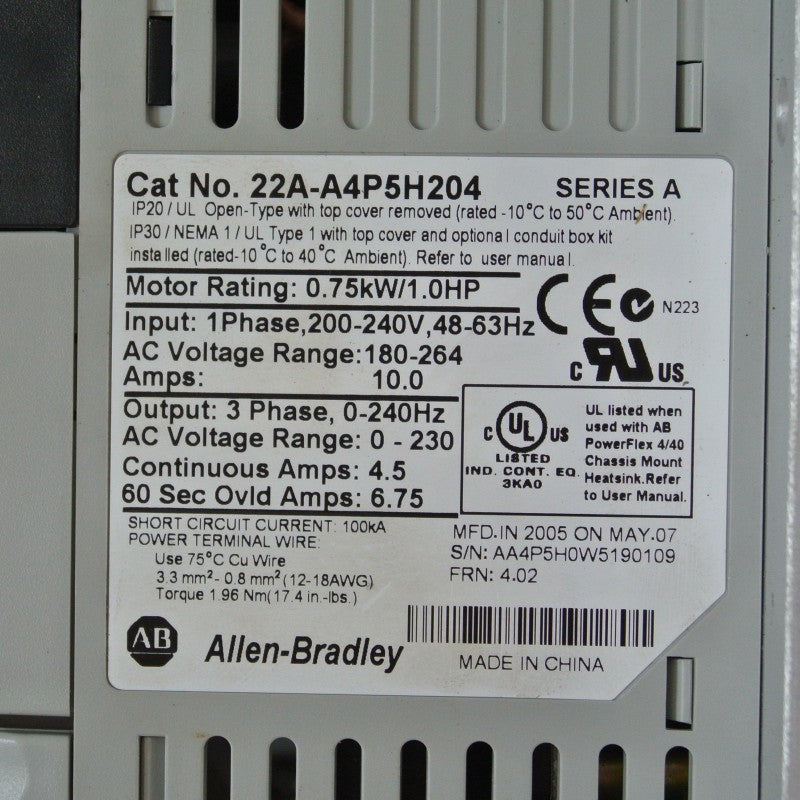 Cat No. 22A-A4P5H204 SERIES A
IP20 / UL Open-Type with top cover removed (rated -10°C to 50°C Ambient).
IP30 / NEMA 1 / UL Type 1 with top cover and optional conduit box kit
installed (rated-10°C to 40°C Ambient). Refer to user manual.
Motor Rating: 0.75kW/1.0HP
CE N223
Input: 1Phase,200-240V,48-63Hz
AC Voltage Range:180-264
Amps: 10.0
c RU US
Output: 3 Phase, 0-240Hz
AC Voltage Range: 0 - 230
Continuous Amps: 4.5
60 Sec Ovld Amps: 6.75
c UL US
LISTED
IND. CONT. EQ.
3KA0
UL listed when
used with AB
PowerFlex 4/40
Chassis Mount
Heatsink.Refer
to User Manual.
SHORT CIRCUIT CURRENT: 100kA
POWER TERMINAL WIRE:
Use 75°C Cu Wire
3.3 mm²- 0.8 mm² (12-18AWG)
Torque 1.96 Nm(17.4 in.-lbs.)
MFD.IN 2005 ON MAY.07
S/N: AA4P5H0W5190109
FRN: 4.02
AB Allen-Bradley
MADE IN CHINA